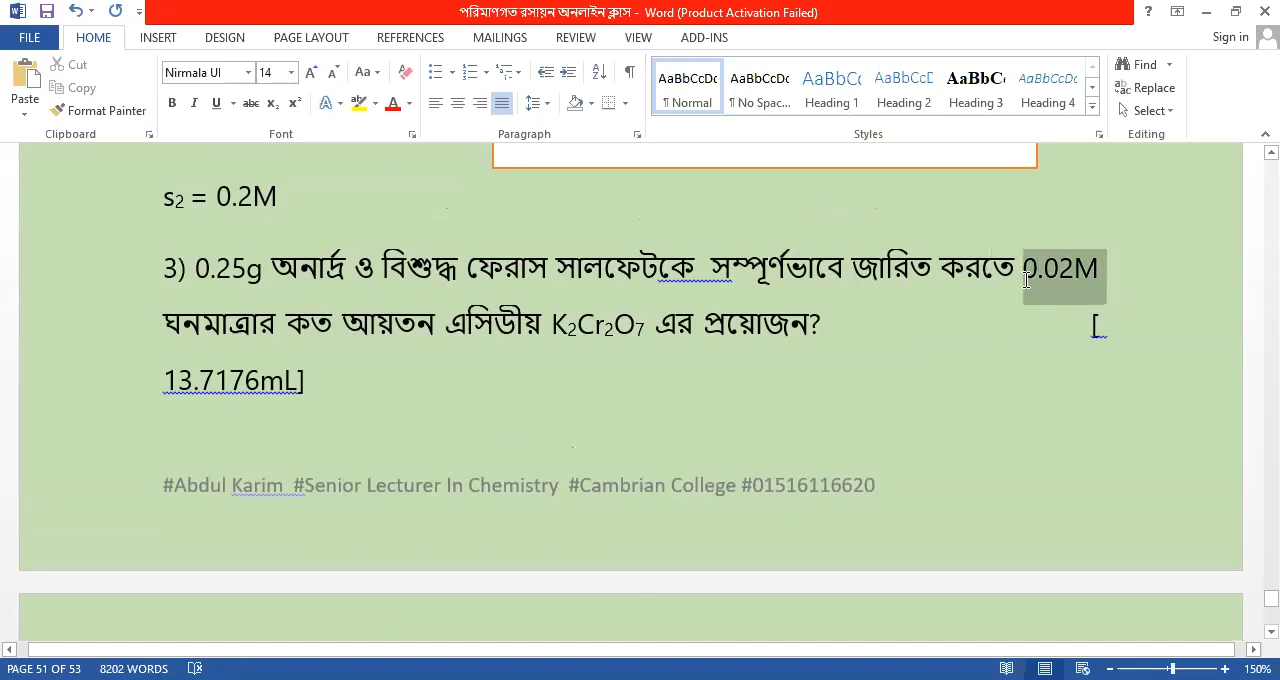 পরিমাণগত রসায়ন অনলাইন ক্লাস - Word (Product Activation Failed)
FILE HOME INSERT DESIGN PAGE LAYOUT REFERENCES MAILINGS REVIEW VIEW ADD-INS Sign in
Paste Cut Copy Format Painter
Nirmala UI 14
AaBbCcDc AaBbCcDc AaBbCc AaBbCcD AaBbCc AaBbCcDc
¶ Normal ¶ No Spac... Heading 1 Heading 2 Heading 3 Heading 4
Find Replace Select
Clipboard Font Paragraph Styles Editing
s₂ = 0.2M
3) 0.25g অনার্দ্র ও বিশুদ্ধ ফেরাস সালফেটকে সম্পূর্ণভাবে জারিত করতে 0.02M
ঘনমাত্রার কত আয়তন এসিডীয় K₂Cr₂O₇ এর প্রয়োজন? [
13.7176mL]
#Abdul Karim #Senior Lecturer In Chemistry #Cambrian College #01516116620
PAGE 51 OF 53 8202 WORDS 150%